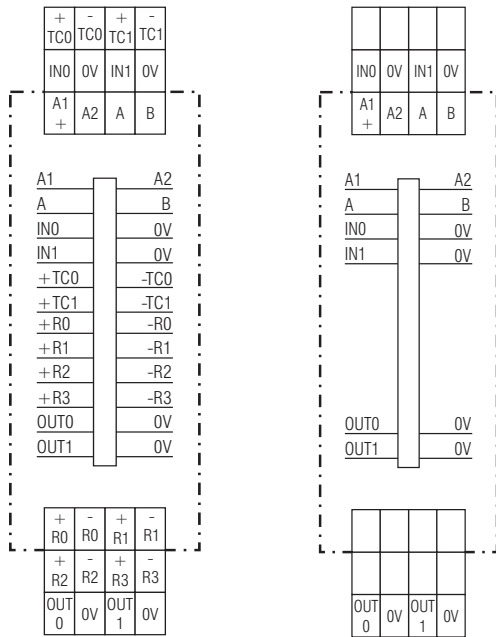 + TC0 - TC0 + TC1 - TC1
IN0 0V IN1 0V
A1 + A2 A B
A1 A2
A B
IN0 0V
IN1 0V
+TC0 -TC0
+TC1 -TC1
+R0 -R0
+R1 -R1
+R2 -R2
+R3 -R3
OUT0 0V
OUT1 0V
+ R0 - R0 + R1 - R1
+ R2 - R2 + R3 - R3
OUT 0 0V OUT 1 0V
IN0 0V IN1 0V
A1 + A2 A B
A1 A2
A B
IN0 0V
IN1 0V
OUT0 0V
OUT1 0V
OUT 0 0V OUT 1 0V